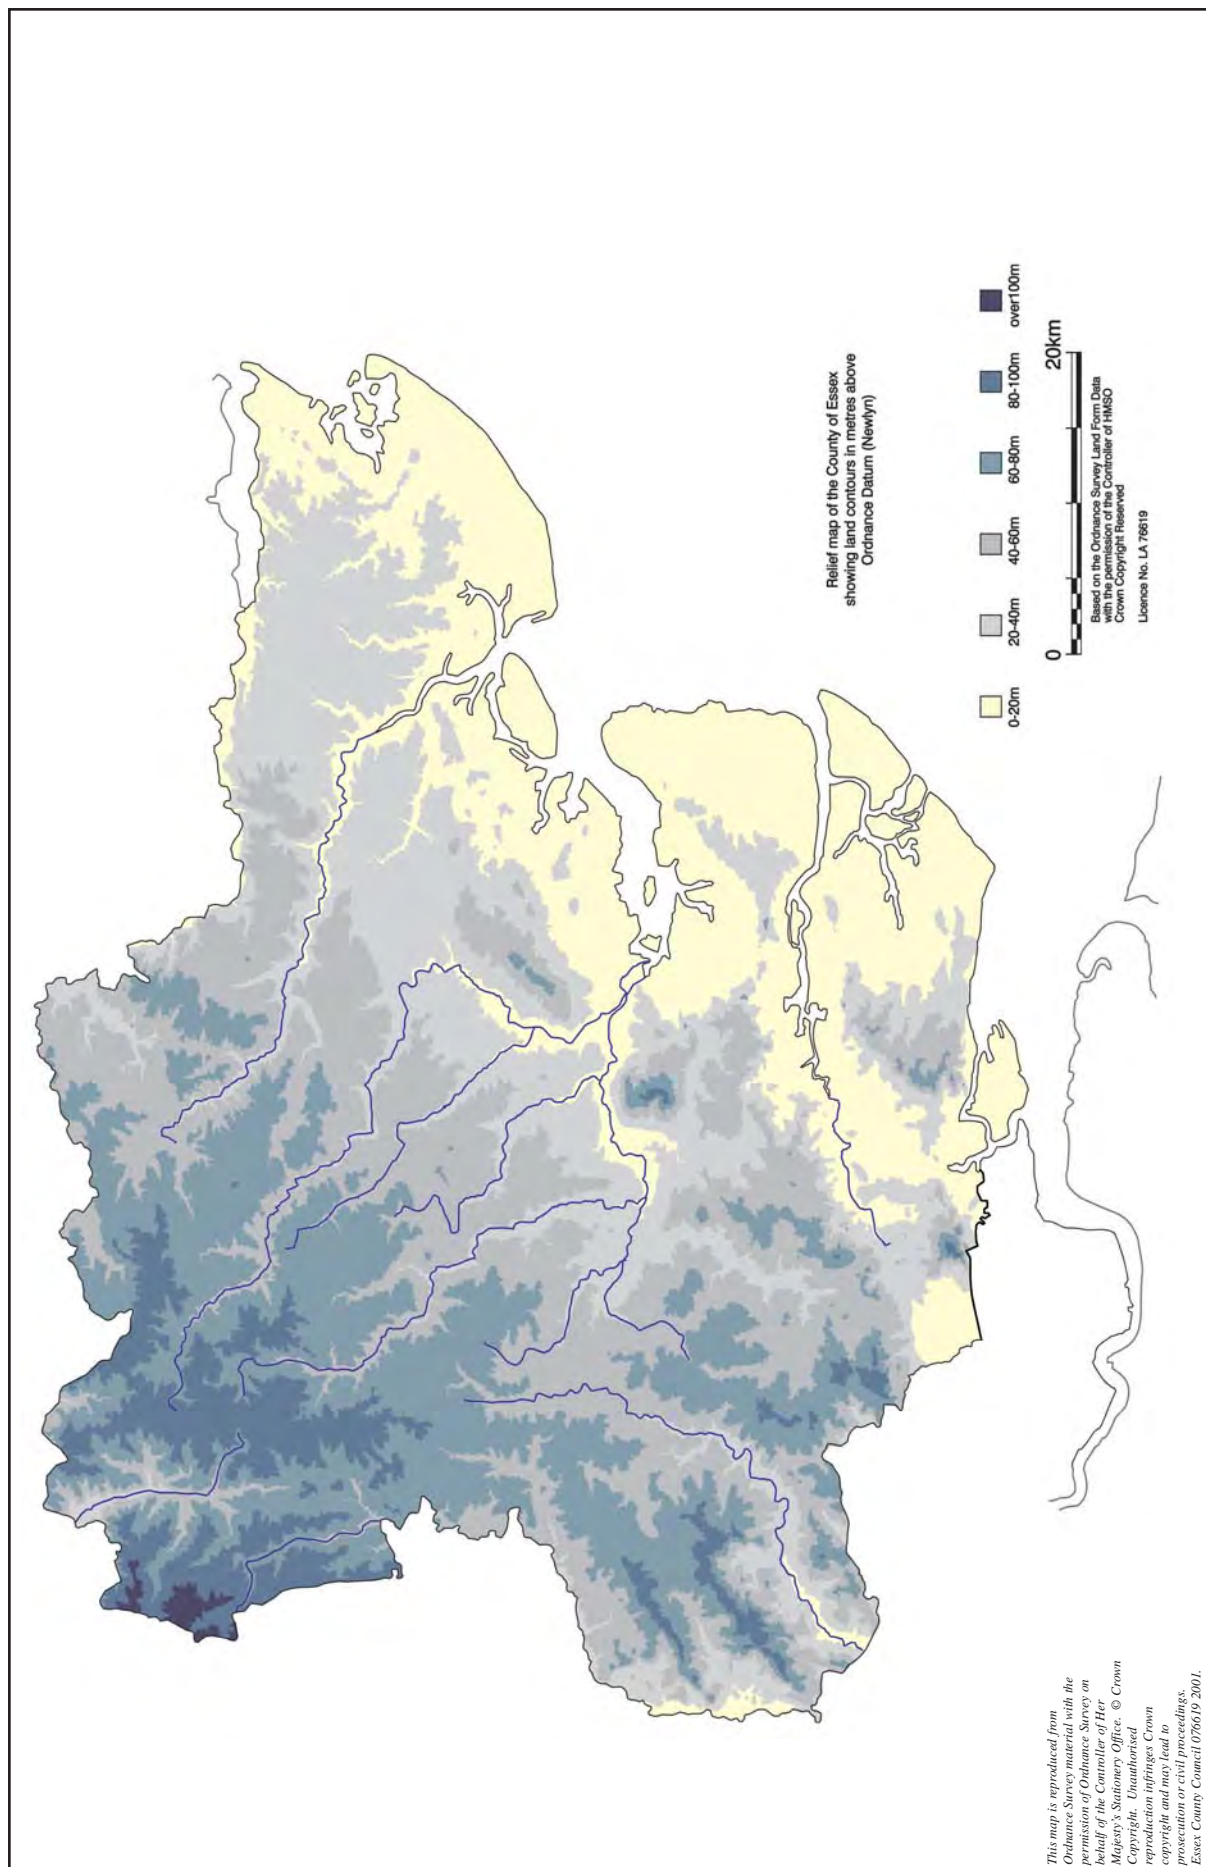 Relief map of the County of Essex
showing land contours in metres above
Ordnance Datum (Newlyn)
0-20m
20-40m
40-60m
60-80m
80-100m
over100m
0
20km
Based on the Ordnance Survey Land Form Data
with the permission of the Controller of HMSO
Crown Copyright Reserved
Licence No. LA 76619
This map is reproduced from
Ordnance Survey material with the
permission of Ordnance Survey on
behalf of the Controller of Her
Majesty's Stationery Office. © Crown
Copyright. Unauthorised
reproduction infringes Crown
copyright and may lead to
prosecution or civil proceedings.
Essex County Council 076619 2001.